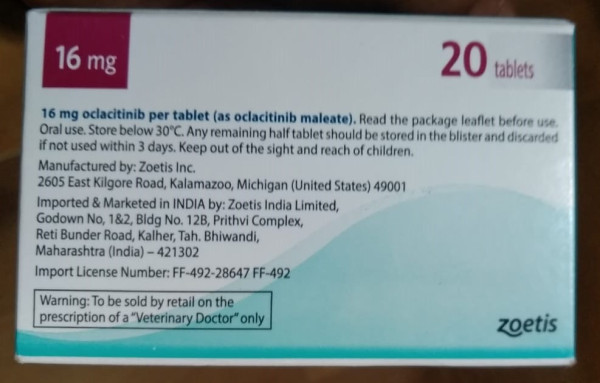 16 mg
20 tablets
16 mg oclacitinib per tablet (as oclacitinib maleate). Read the package leaflet before use.
Oral use. Store below 30°C. Any remaining half tablet should be stored in the blister and discarded
if not used within 3 days. Keep out of the sight and reach of children.
Manufactured by: Zoetis Inc.
2605 East Kilgore Road, Kalamazoo, Michigan (United States) 49001
Imported & Marketed in INDIA by: Zoetis India Limited,
Godown No, 1&2, Bldg No. 12B, Prithvi Complex,
Reti Bunder Road, Kalher, Tah. Bhiwandi,
Maharashtra (India) – 421302
Import License Number: FF-492-28647 FF-492
Warning: To be sold by retail on the
prescription of a "Veterinary Doctor" only
zoetis